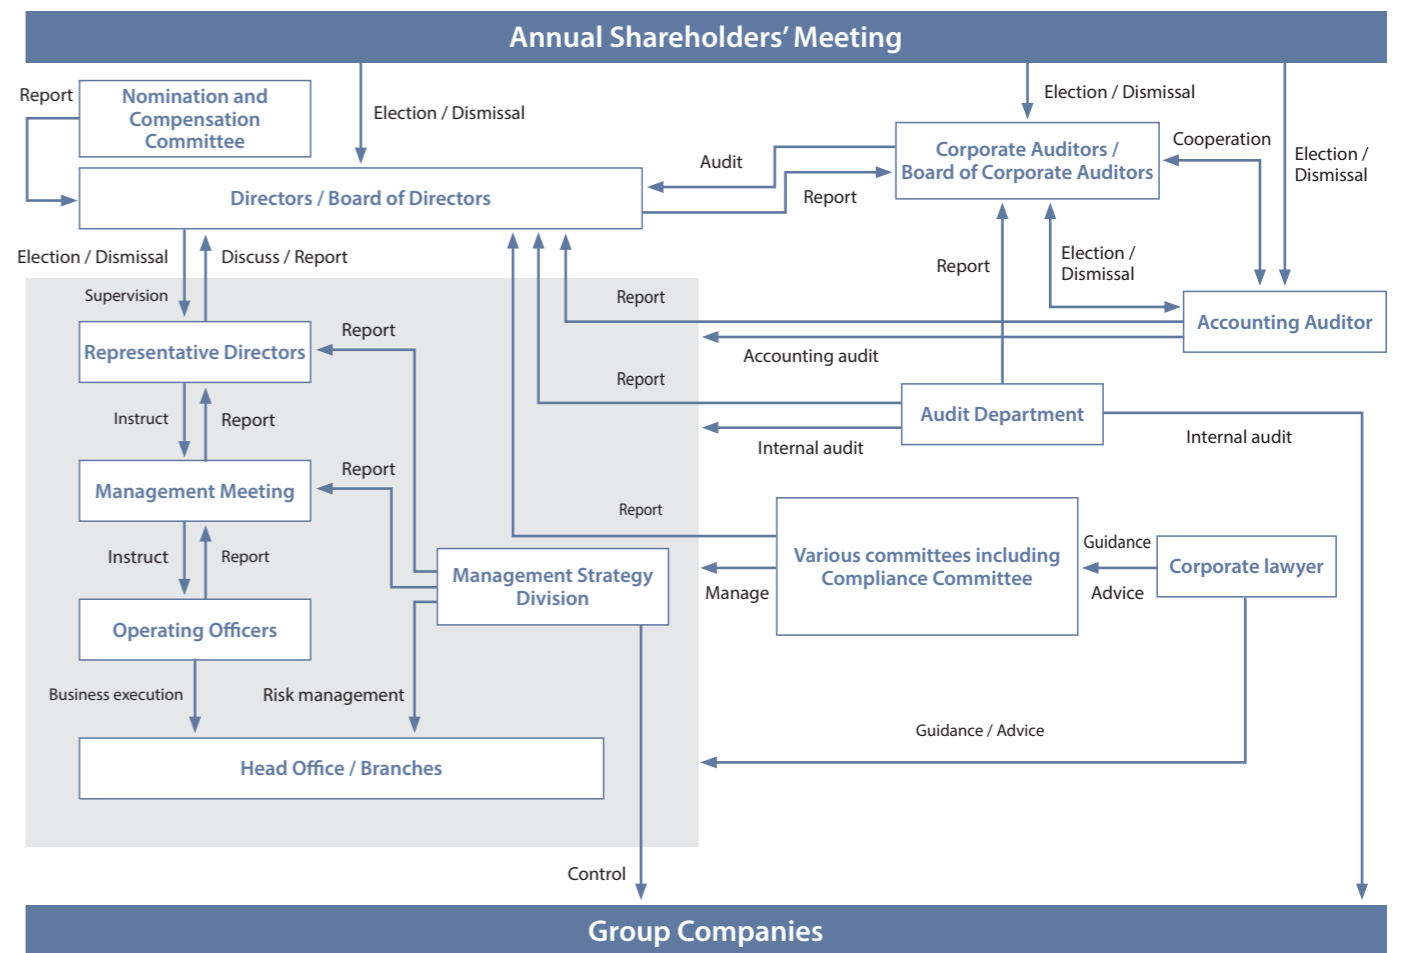 Annual Shareholders’ Meeting
Report
Nomination and
Compensation
Committee
Election / Dismissal
Election / Dismissal
Audit
Corporate Auditors /
Board of Corporate Auditors
Cooperation
Election /
Dismissal
Directors / Board of Directors
Report
Election / Dismissal
Discuss / Report
Report
Election /
Dismissal
Supervision
Report
Accounting Auditor
Representative Directors
Report
Accounting audit
Report
Instruct
Report
Audit Department
Internal audit
Internal audit
Management Meeting
Report
Report
Instruct
Report
Management Strategy
Division
Various committees including
Compliance Committee
Guidance
Advice
Corporate lawyer
Manage
Operating Officers
Business execution
Risk management
Guidance / Advice
Head Office / Branches
Control
Group Companies